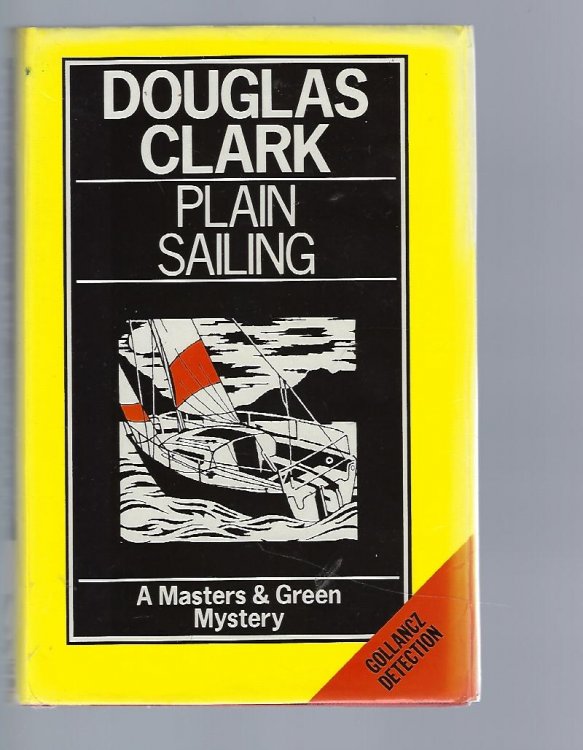 DOUGLAS
CLARK
PLAIN
SAILING
A Masters & Green
Mystery
GOLLANCZ
DETECTION